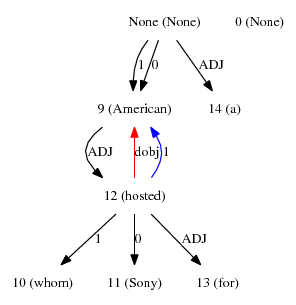 None (None) 0 (None)
1 0 ADJ
9 (American) 14 (a)
ADJ dobj 1
12 (hosted)
1 0 ADJ
10 (whom) 11 (Sony) 13 (for)